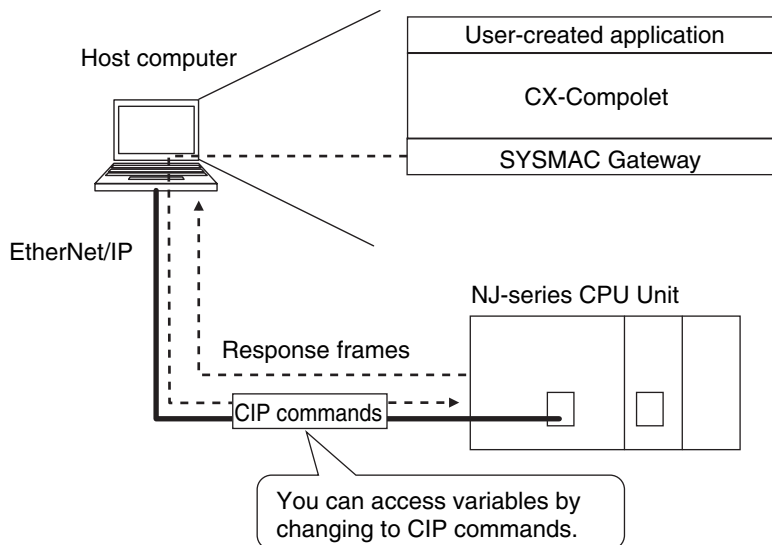 Host computer
User-created application
CX-Compolet
SYSMAC Gateway
EtherNet/IP
NJ-series CPU Unit
Response frames
CIP commands
You can access variables by
changing to CIP commands.